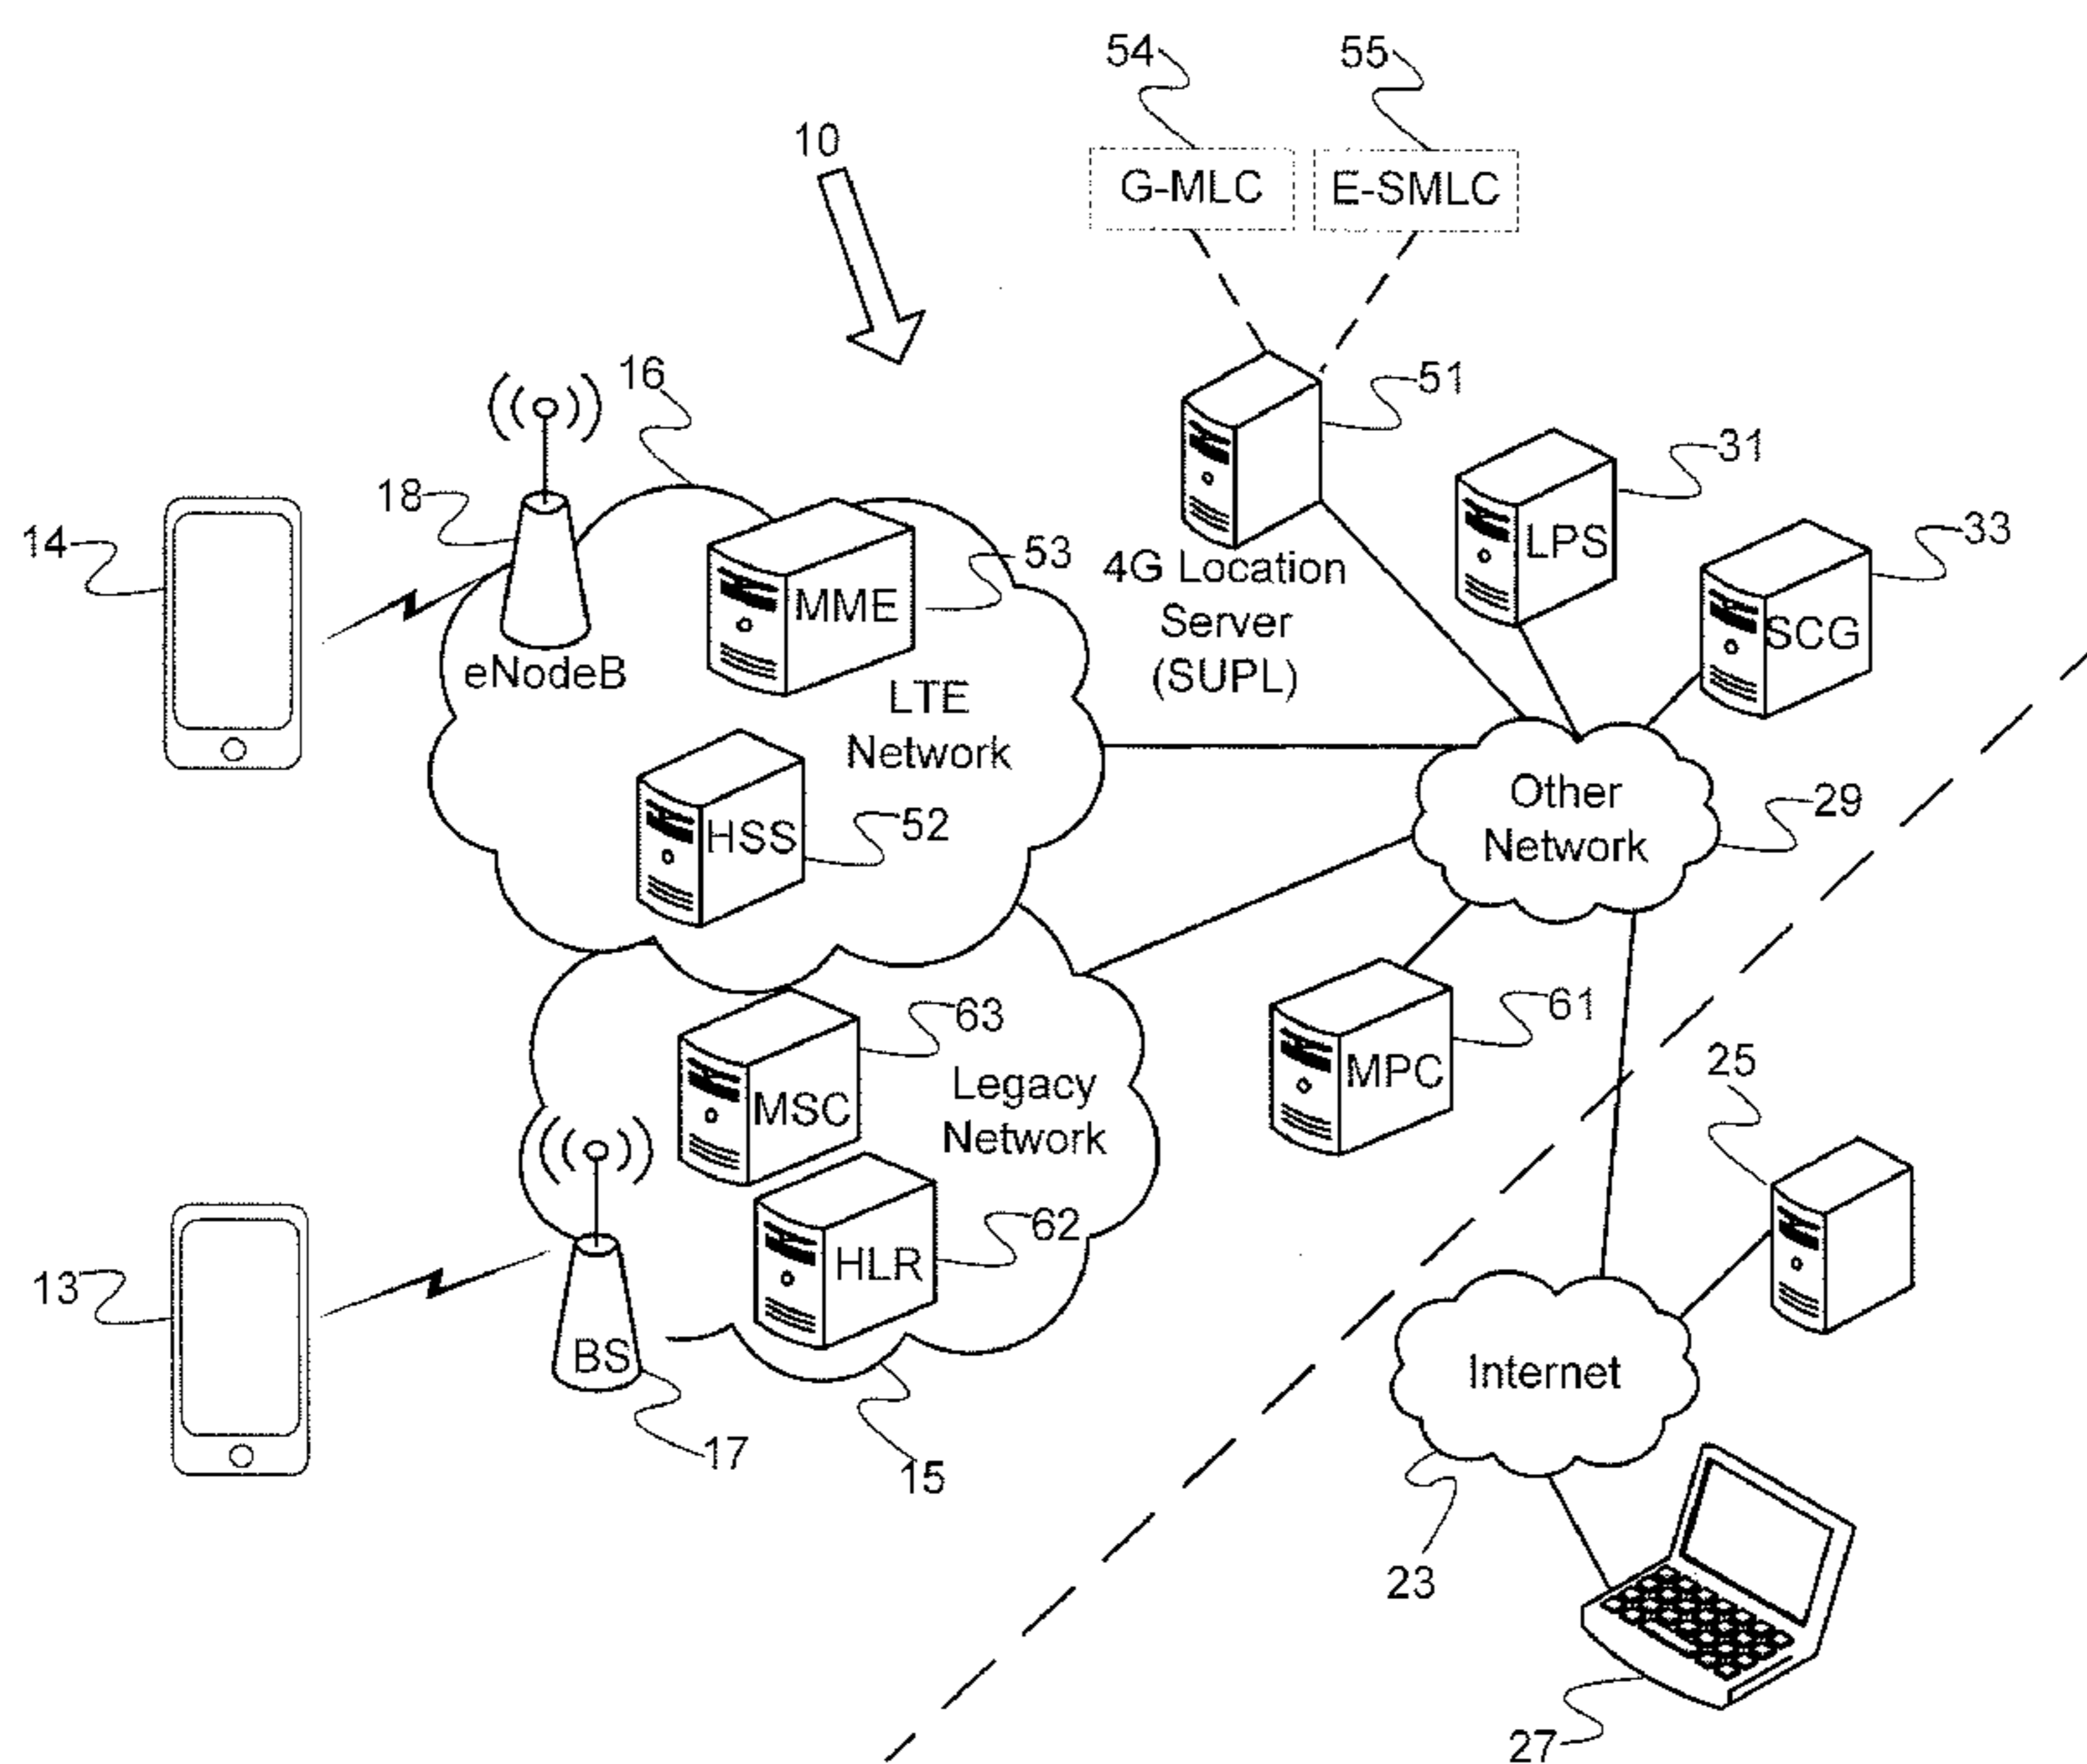 54
55
10
G-MLC
E-SMLC
16
51
31
18
14
53
33
LPS
4G Location
Server
(SUPL)
MME
SCG
eNodeB
LTE
Network
Other
Network
29
HSS
52
63
61
MPC
25
Legacy
Network
MSC
62
HLR
13
BS
Internet
17
15
23
27